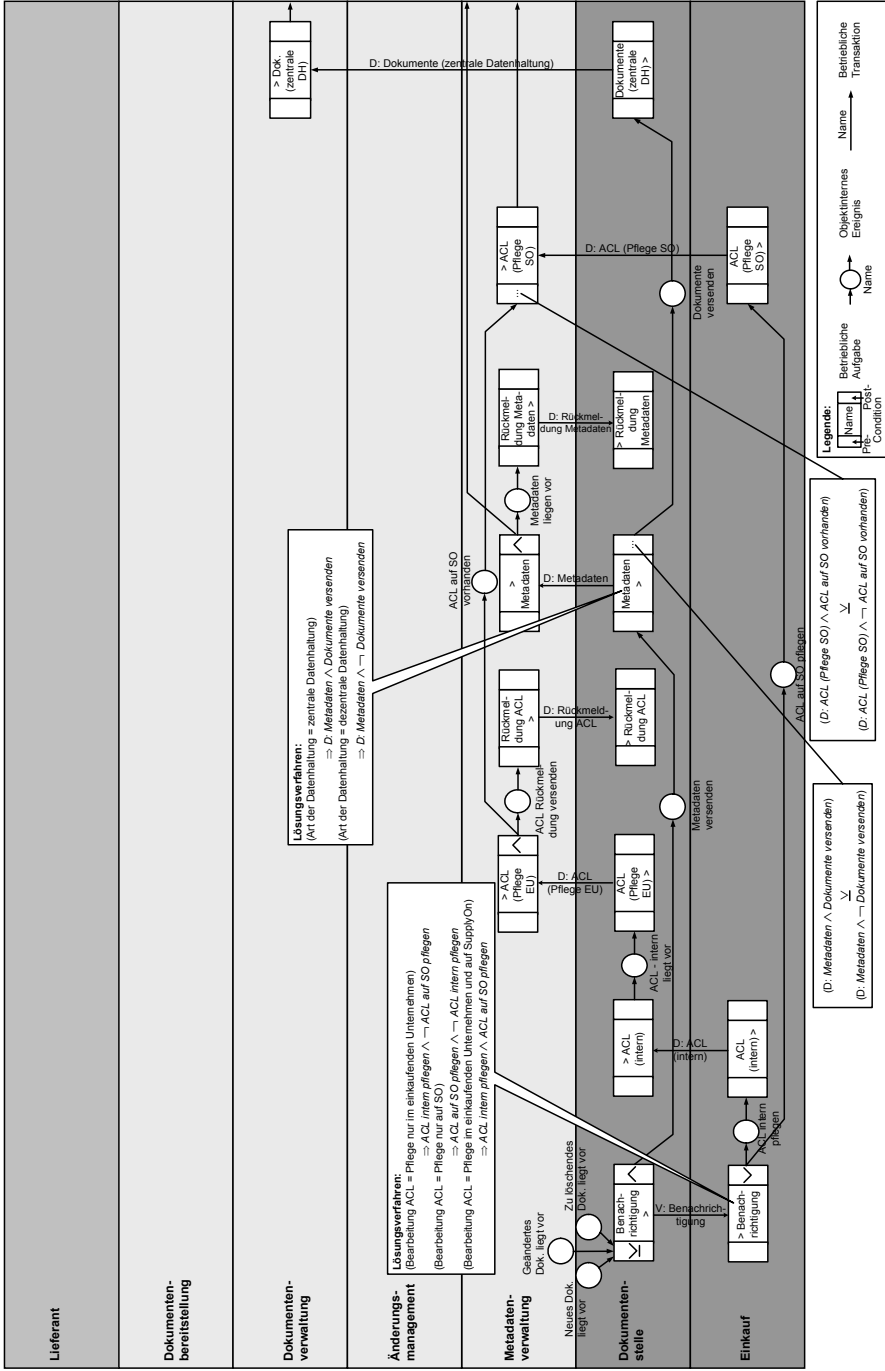 Lieferant
Dokumenten-
bereitstellung
Dokumenten-
verwaltung
> Dok.
(zentrale
DH)
D: Dokumente (zentrale Datenhaltung)
Änderungs-
management
Lösungsverfahren:
(Art der Datenhaltung = zentrale Datenhaltung)
⇒ D: Metadaten ∧ Dokumente versenden
(Art der Datenhaltung = dezentrale Datenhaltung)
⇒ D: Metadaten ∧ ¬ Dokumente versenden
Lösungsverfahren:
(Bearbeitung ACL = Pflege nur im einkaufenden Unternehmen)
⇒ ACL intern pflegen ∧ ¬ ACL auf SO pflegen
(Bearbeitung ACL = Pflege nur auf SO)
⇒ ACL auf SO pflegen ∧ ¬ ACL intern pflegen
(Bearbeitung ACL = Pflege im einkaufenden Unternehmen und auf SupplyOn)
⇒ ACL intern pflegen ∧ ACL auf SO pflegen
Metadaten-
verwaltung
> ACL
(Pflege
EU)
∧
ACL Rückmel-
dung versenden
Rückmel-
dung ACL
>
ACL auf SO
vorhanden
>
Metadaten
∧
Metadaten
liegen vor
Rückmel-
dung Meta-
daten >
...
> ACL
(Pflege
SO)
Neues Dok.
liegt vor
Geändertes
Dok. liegt vor
Zu löschendes
Dok. liegt vor
D: ACL
(Pflege EU)
D: Rückmeld-
ung ACL
D: Metadaten
D: Rückmel-
dung Metadaten
D: ACL (Pflege SO)
Dokumenten-
stelle
⊻
Benach-
richtigung
>
∧
> ACL
(intern)
ACL - intern
liegt vor
ACL
(Pflege
EU) >
> Rückmel-
dung ACL
Metadaten
versenden
Metadaten
>
...
> Rückmel-
dung
Metadaten
Dokumente
versenden
Dokumente
(zentrale
DH) >
V: Benachrich-
tigung
D: ACL
(intern)
Einkauf
> Benach-
richtigung
∨
ACL intern
pflegen
ACL
(intern) >
ACL auf SO pflegen
ACL
(Pflege
SO) >
(D: Metadaten ∧ Dokumente versenden)
⊻
(D: Metadaten ∧ ¬ Dokumente versenden)
(D: ACL (Pflege SO) ∧ ACL auf SO vorhanden)
⊻
(D: ACL (Pflege SO) ∧ ¬ ACL auf SO vorhanden)
Legende:
Name
Pre-
Post-
Condition
Betriebliche
Aufgabe
Name
Objektinternes
Ereignis
Name
Betriebliche
Transaktion